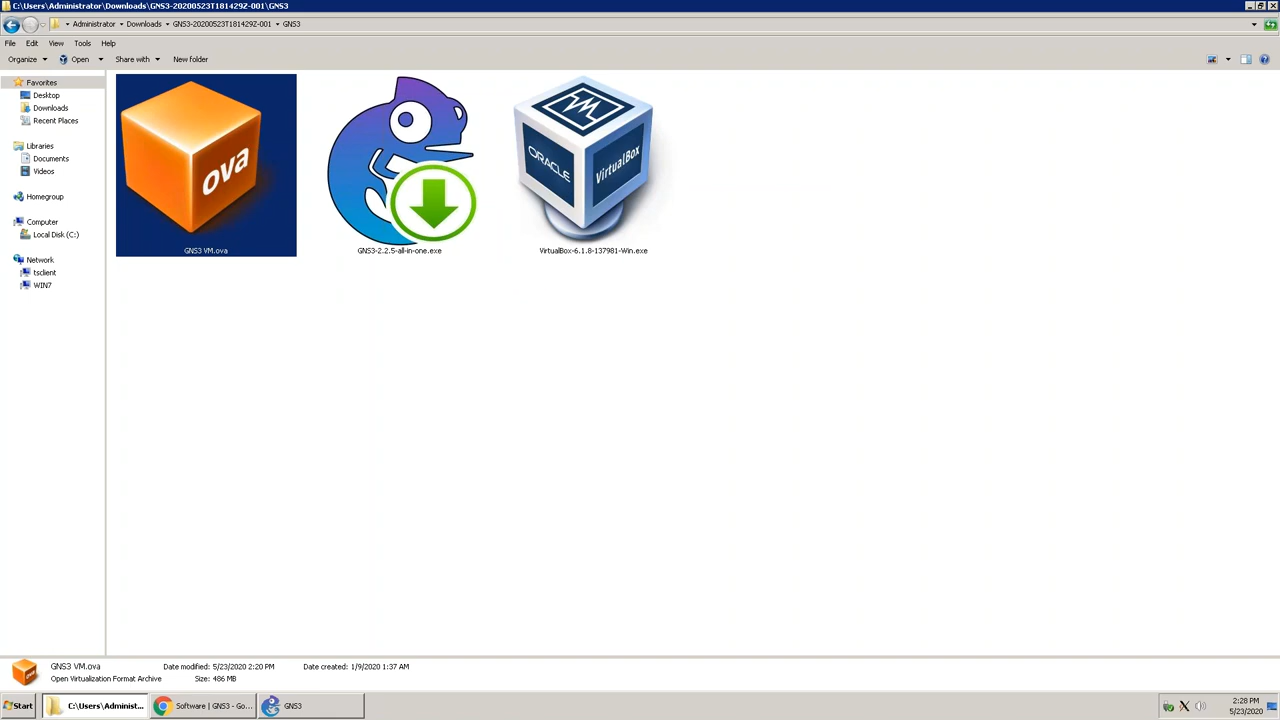 C:\Users\Administrator\Downloads\GNS3-20200523T181429Z-001\GNS3
Administrator Downloads GNS3-20200523T181429Z-001 GNS3
File Edit View Tools Help
Organize Open Share with New folder
Favorites
Desktop
Downloads
Recent Places
Libraries
Documents
Videos
Homegroup
Computer
Local Disk (C:)
Network
tsclient
WIN7
ova
ORACLE
VirtualBox
GNS3 VM.ova
GNS3-2.2.5-all-in-one.exe
VirtualBox-6.1.8-137981-Win.exe
GNS3 VM.ova Date modified: 5/23/2020 2:20 PM Date created: 1/9/2020 1:37 AM
Open Virtualization Format Archive Size: 486 MB
ova
Start C:\Users\Administ... Software | GNS3 - Go... GNS3
2:28 PM
5/23/2020